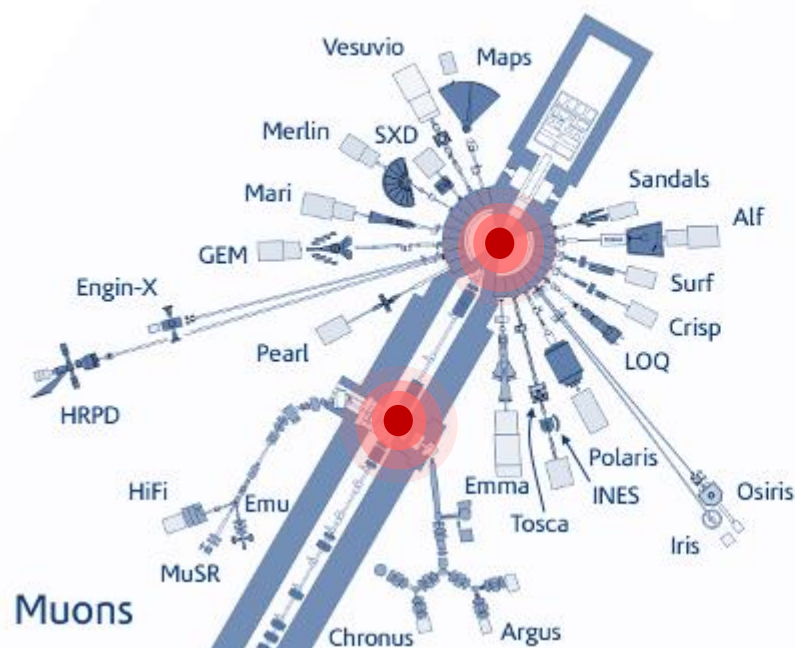 Vesuvio
Maps
Merlin
SXD
Mari
Sandals
Alf
GEM
Engin-X
Surf
Crisp
Pearl
LOQ
HRPD
Polaris
Emma
INES
Osiris
HiFi
Emu
Tosca
Iris
MuSR
Muons
Chronus
Argus